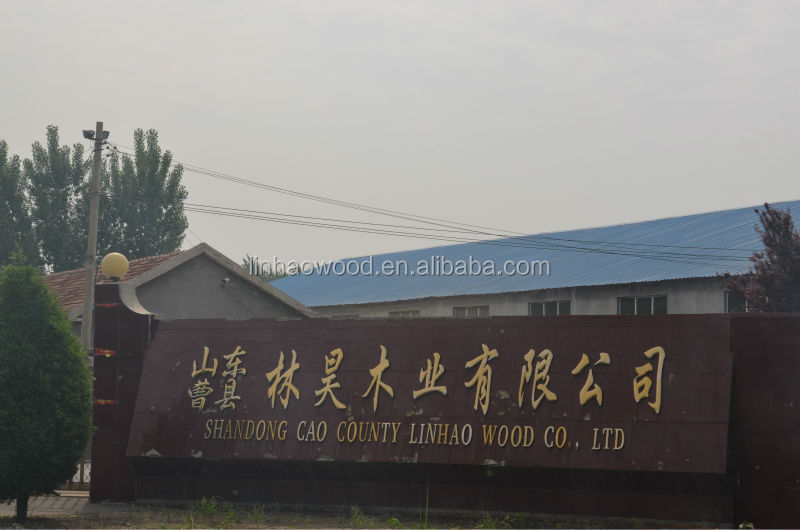 linhaowood.en.alibaba.com
山东
曹县
林昊木业有限公司
SHANDONG CAO COUNTY LINHAO WOOD CO., LTD